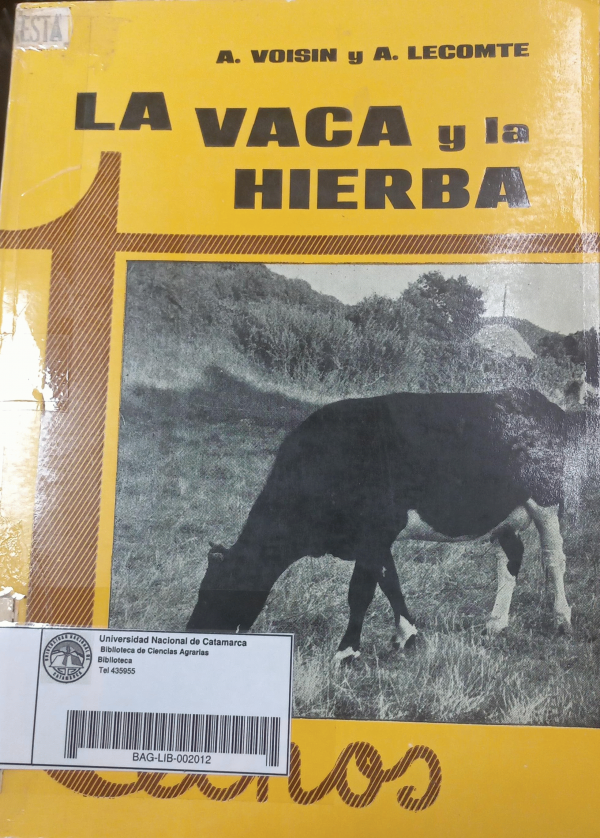 ESTA
A. VOISIN y A. LECOMTE
LA VACA y la
HIERBA
Universidad Nacional de Catamarca
Biblioteca de Ciencias Agrarias
Biblioteca
Tel 435955
BAG-LIB-002012